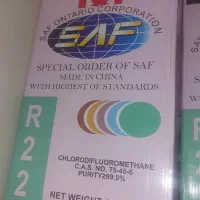 SAF ONTARIO CORPORATION
SAF
SPECIAL ORDER OF SAF
MADE IN CHINA
WITH HIGHEST OF STANDARDS
R22
CHLORODIFLUOROMETHANE
C.A.S. NO. 75-45-6
PURITY≥99.9%
NET WEIGHT